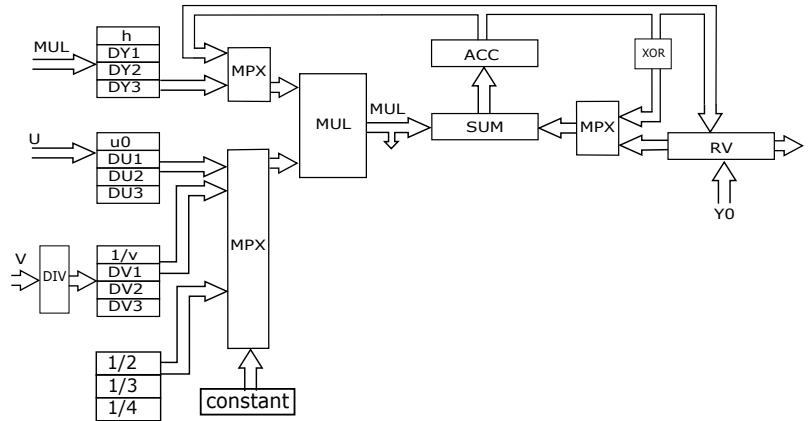 MUL
h
DY1
DY2
DY3
MPX
ACC
XOR
MUL
MUL
SUM
MPX
RV
Y0
U
u0
DU1
DU2
DU3
MPX
V
DIV
1/v
DV1
DV2
DV3
1/2
1/3
1/4
constant